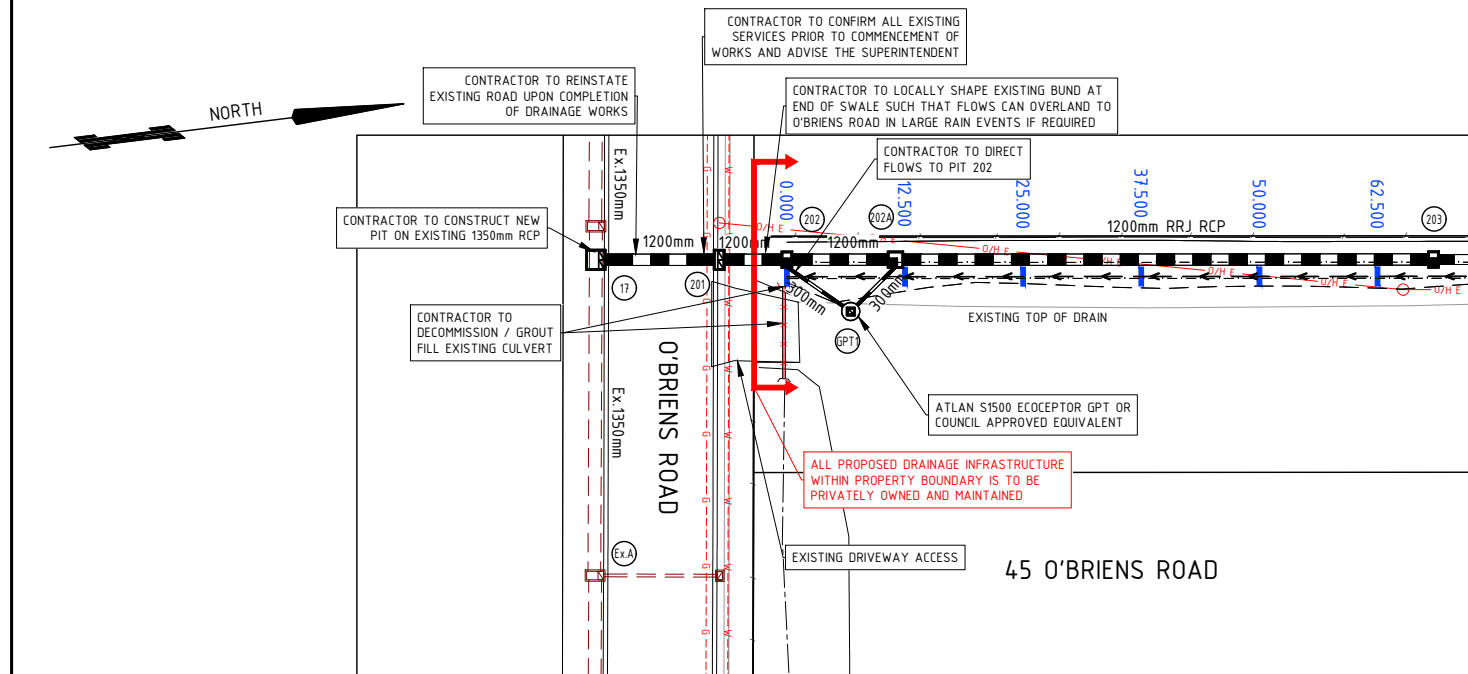 CONTRACTOR TO CONFIRM ALL EXISTING
SERVICES PRIOR TO COMMENCEMENT OF
WORKS AND ADVISE THE SUPERINTENDENT
CONTRACTOR TO REINSTATE
EXISTING ROAD UPON COMPLETION
OF DRAINAGE WORKS
CONTRACTOR TO LOCALLY SHAPE EXISTING BUND AT
END OF SWALE SUCH THAT FLOWS CAN OVERLAND TO
O'BRIENS ROAD IN LARGE RAIN EVENTS IF REQUIRED
NORTH
CONTRACTOR TO DIRECT
FLOWS TO PIT 202
Ex.1350mm
G
W
0.000
12.500
25.000
37.500
50.000
62.500
CONTRACTOR TO CONSTRUCT NEW
PIT ON EXISTING 1350mm RCP
202
202A
203
1200mm RRJ RCP
O/H E
O/H E
O/H E
O/H E
O/H E
O/H E
1200mm
1200mm
1200mm
17
201
300mm
300mm
EXISTING TOP OF DRAIN
CONTRACTOR TO
DECOMMISSION / GROUT
FILL EXISTING CULVERT
GPT1
O'BRIENS ROAD
Ex.1350mm
G
W
G
W
ATLAN S1500 ECOCEPTOR GPT OR
COUNCIL APPROVED EQUIVALENT
ALL PROPOSED DRAINAGE INFRASTRUCTURE
WITHIN PROPERTY BOUNDARY IS TO BE
PRIVATELY OWNED AND MAINTAINED
G
W
Ex.A
EXISTING DRIVEWAY ACCESS
45 O'BRIENS ROAD
G
W